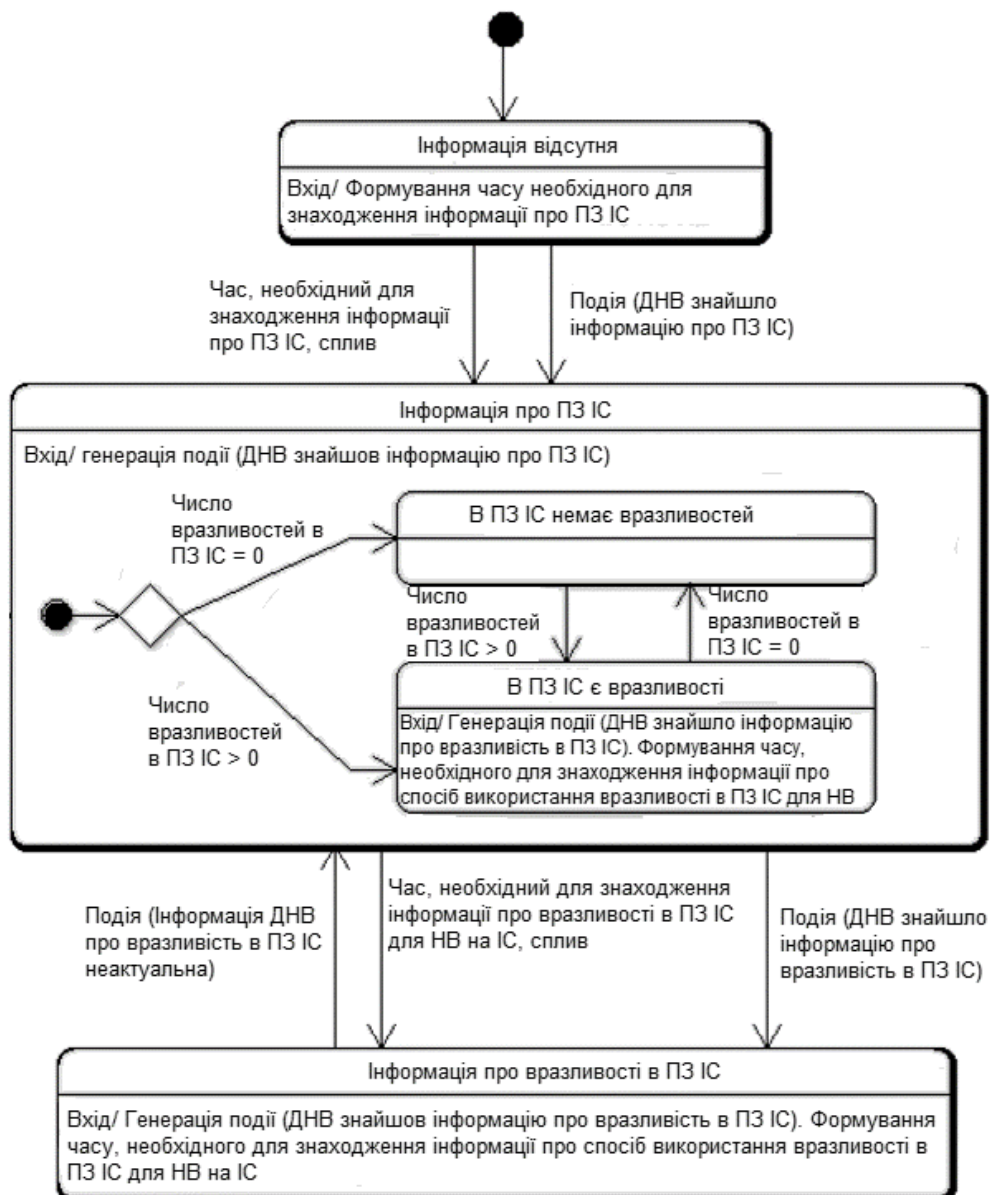 Інформація відсутня
Вхід/ Формування часу необхідного для
знаходження інформації про ПЗ ІС
Час, необхідний для
знаходження інформації
про ПЗ ІС, сплив
Подія (ДНВ знайшло
інформацію про ПЗ ІС)
Інформація про ПЗ ІС
Вхід/ генерація події (ДНВ знайшов інформацію про ПЗ ІС)
Число
вразливостей в
ПЗ ІС = 0
В ПЗ ІС немає вразливостей
Число
вразливостей
в ПЗ ІС > 0
Число
вразливостей в
ПЗ ІС = 0
Число
вразливостей
в ПЗ ІС > 0
В ПЗ ІС є вразливості
Вхід/ Генерація події (ДНВ знайшло інформацію
про вразливість в ПЗ ІС). Формування часу,
необхідного для знаходження інформації про
спосіб використання вразливості в ПЗ ІС для НВ
Подія (Інформація ДНВ
про вразливість в ПЗ ІС
неактуальна)
Час, необхідний для знаходження
інформації про вразливості в ПЗ ІС
для НВ на ІС, сплив
Подія (ДНВ знайшло
інформацію про
вразливість в ПЗ ІС)
Інформація про вразливості в ПЗ ІС
Вхід/ Генерація події (ДНВ знайшов інформацію про вразливість в ПЗ ІС). Формування
часу, необхідного для знаходження інформації про спосіб використання вразливості в
ПЗ ІС для НВ на ІС